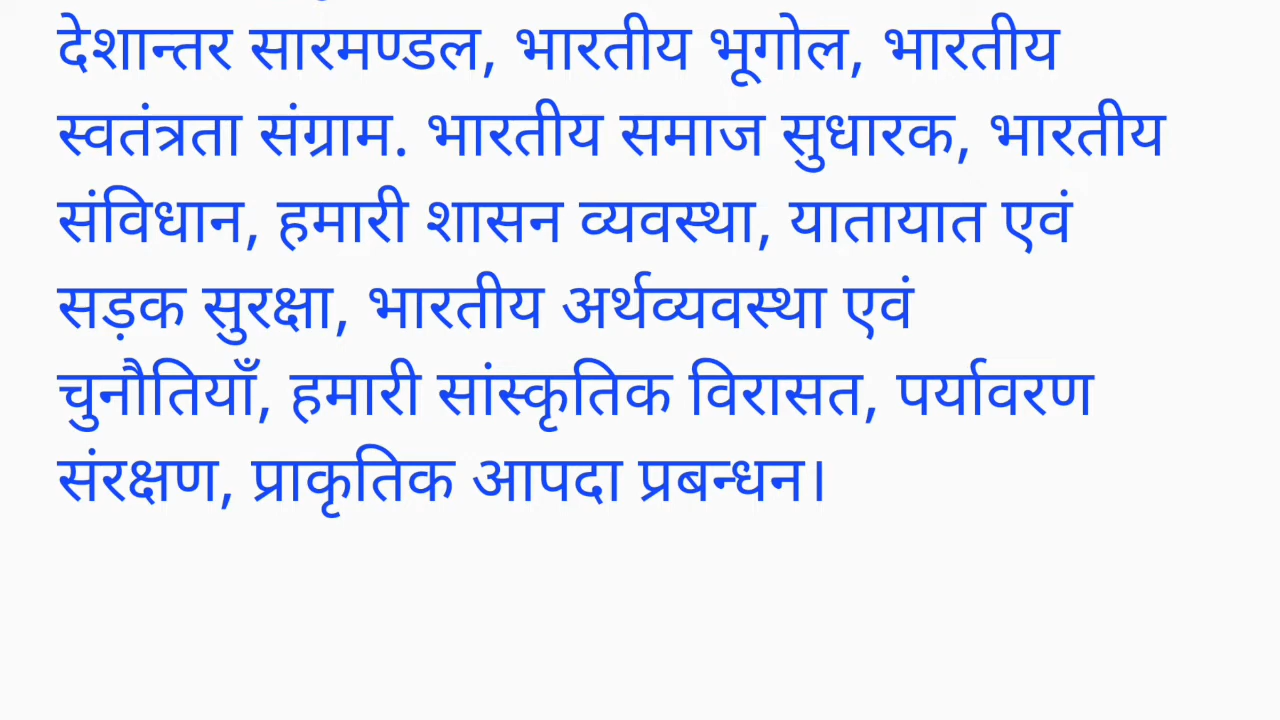 देशान्तर सारमण्डल, भारतीय भूगोल, भारतीय
स्वतंत्रता संग्राम. भारतीय समाज सुधारक, भारतीय
संविधान, हमारी शासन व्यवस्था, यातायात एवं
सड़क सुरक्षा, भारतीय अर्थव्यवस्था एवं
चुनौतियाँ, हमारी सांस्कृतिक विरासत, पर्यावरण
संरक्षण, प्राकृतिक आपदा प्रबन्धन।